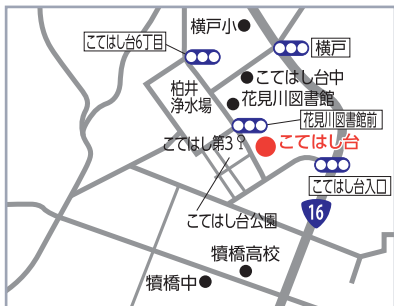 横戸小
こてはし台6丁目
横戸
こてはし台中
柏井
浄水場
花見川図書館
花見川図書館前
こてはし第3
こてはし台
こてはし台入口
こてはし台公園
16
犢橋高校
犢橋中